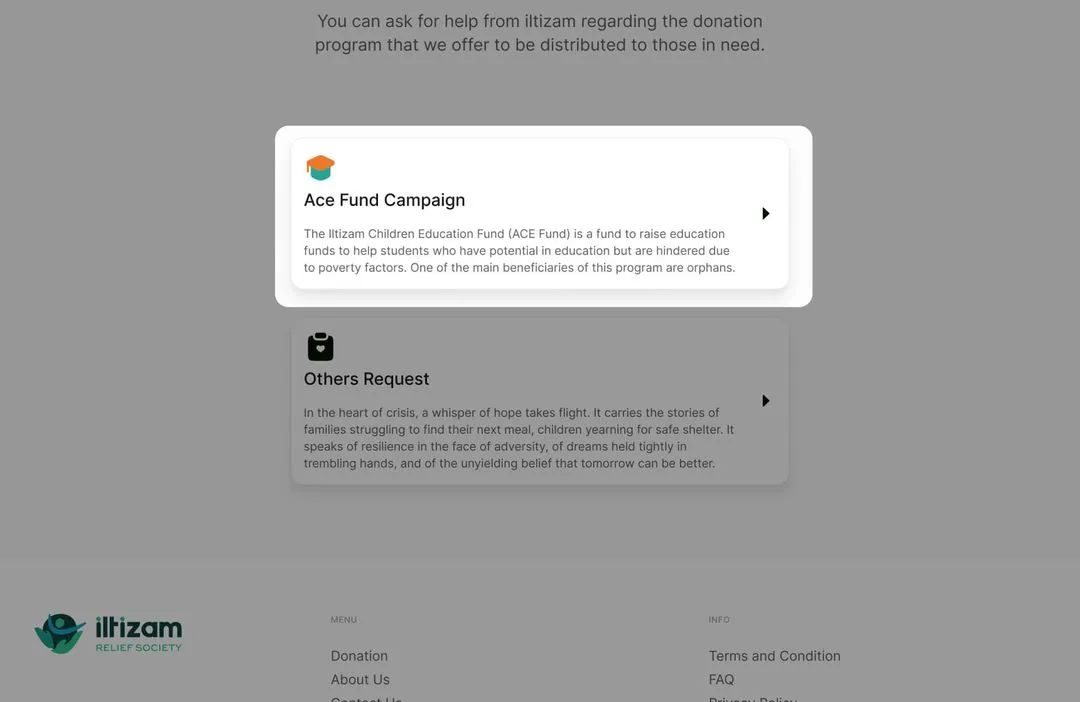 You can ask for help from iltizam regarding the donation
program that we offer to be distributed to those in need.
Ace Fund Campaign
The Iltizam Children Education Fund (ACE Fund) is a fund to raise education
funds to help students who have potential in education but are hindered due
to poverty factors. One of the main beneficiaries of this program are orphans.
Others Request
In the heart of crisis, a whisper of hope takes flight. It carries the stories of
families struggling to find their next meal, children yearning for safe shelter. It
speaks of resilience in the face of adversity, of dreams held tightly in
trembling hands, and of the unyielding belief that tomorrow can be better.
iltizam
RELIEF SOCIETY
MENU
Donation
About Us
Contact Us
INFO
Terms and Condition
FAQ
Privacy Policy